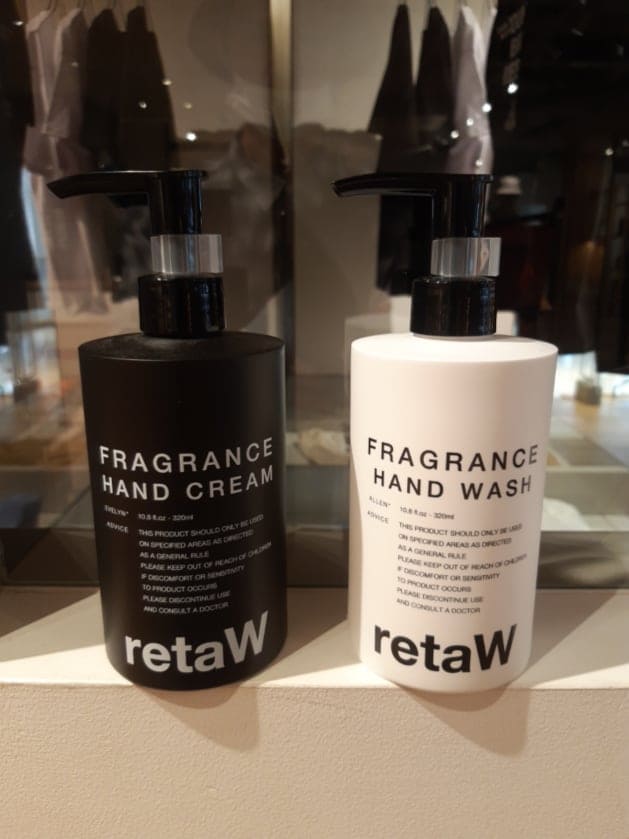 FRAGRANCE
HAND CREAM
EVELYN* 10,8 fl.oz - 320ml
ADVICE THIS PRODUCT SHOULD ONLY BE USED
ON SPECIFIED AREAS AS DIRECTED
AS A GENERAL RULE
PLEASE KEEP OUT OF REACH OF CHILDREN
IF DISCOMFORT OR SENSITIVITY
TO PRODUCT OCCURS
PLEASE DISCONTINUE USE
AND CONSULT A DOCTOR
retaW
FRAGRANCE
HAND WASH
ALLEN* 10,8 fl.oz - 320ml
ADVICE THIS PRODUCT SHOULD ONLY BE USED
ON SPECIFIED AREAS AS DIRECTED
AS A GENERAL RULE
PLEASE KEEP OUT OF REACH OF CHILDREN
IF DISCOMFORT OR SENSITIVITY
TO PRODUCT OCCURS
PLEASE DISCONTINUE USE
AND CONSULT A DOCTOR
retaW